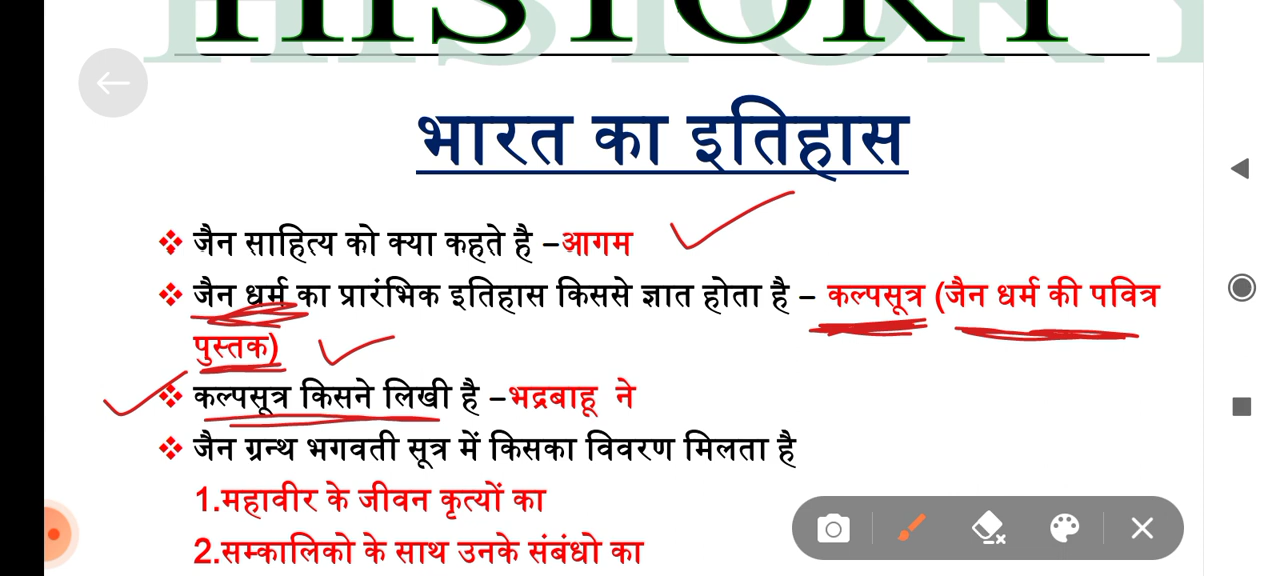 HISTORY
भारत का इतिहास
❖ जैन साहित्य को क्या कहते है –आगम
❖ जैन धर्म का प्रारंभिक इतिहास किससे ज्ञात होता है – कल्पसूत्र (जैन धर्म की पवित्र
पुस्तक)
❖ कल्पसूत्र किसने लिखी है –भद्रबाहू ने
❖ जैन ग्रन्थ भगवती सूत्र में किसका विवरण मिलता है
1.महावीर के जीवन कृत्यों का
2.सम्कालिको के साथ उनके संबंधो का